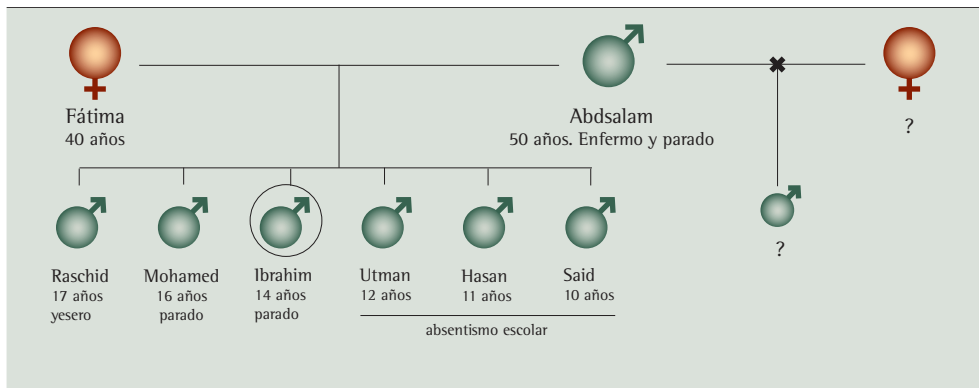 Fátima
40 años
Abdsalam
50 años. Enfermo y parado
?
Raschid
17 años
yesero
Mohamed
16 años
parado
Ibrahim
14 años
parado
Utman
12 años
Hasan
11 años
Said
10 años
?
absentismo escolar